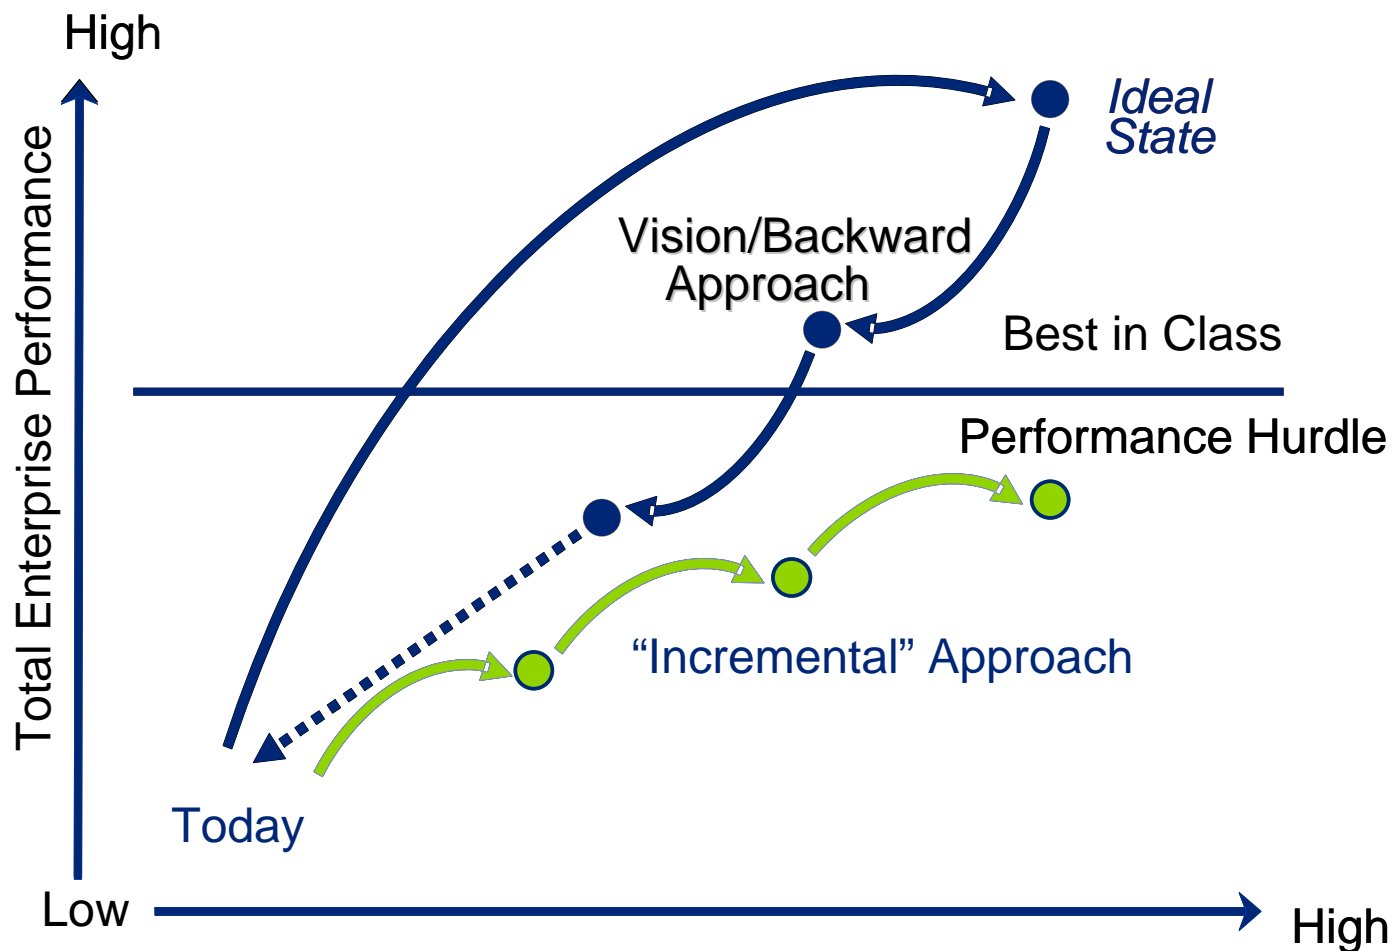 High
Total Enterprise Performance
Ideal
State
Vision/Backward
Approach
Best in Class
Performance Hurdle
“Incremental” Approach
Today
Low
High